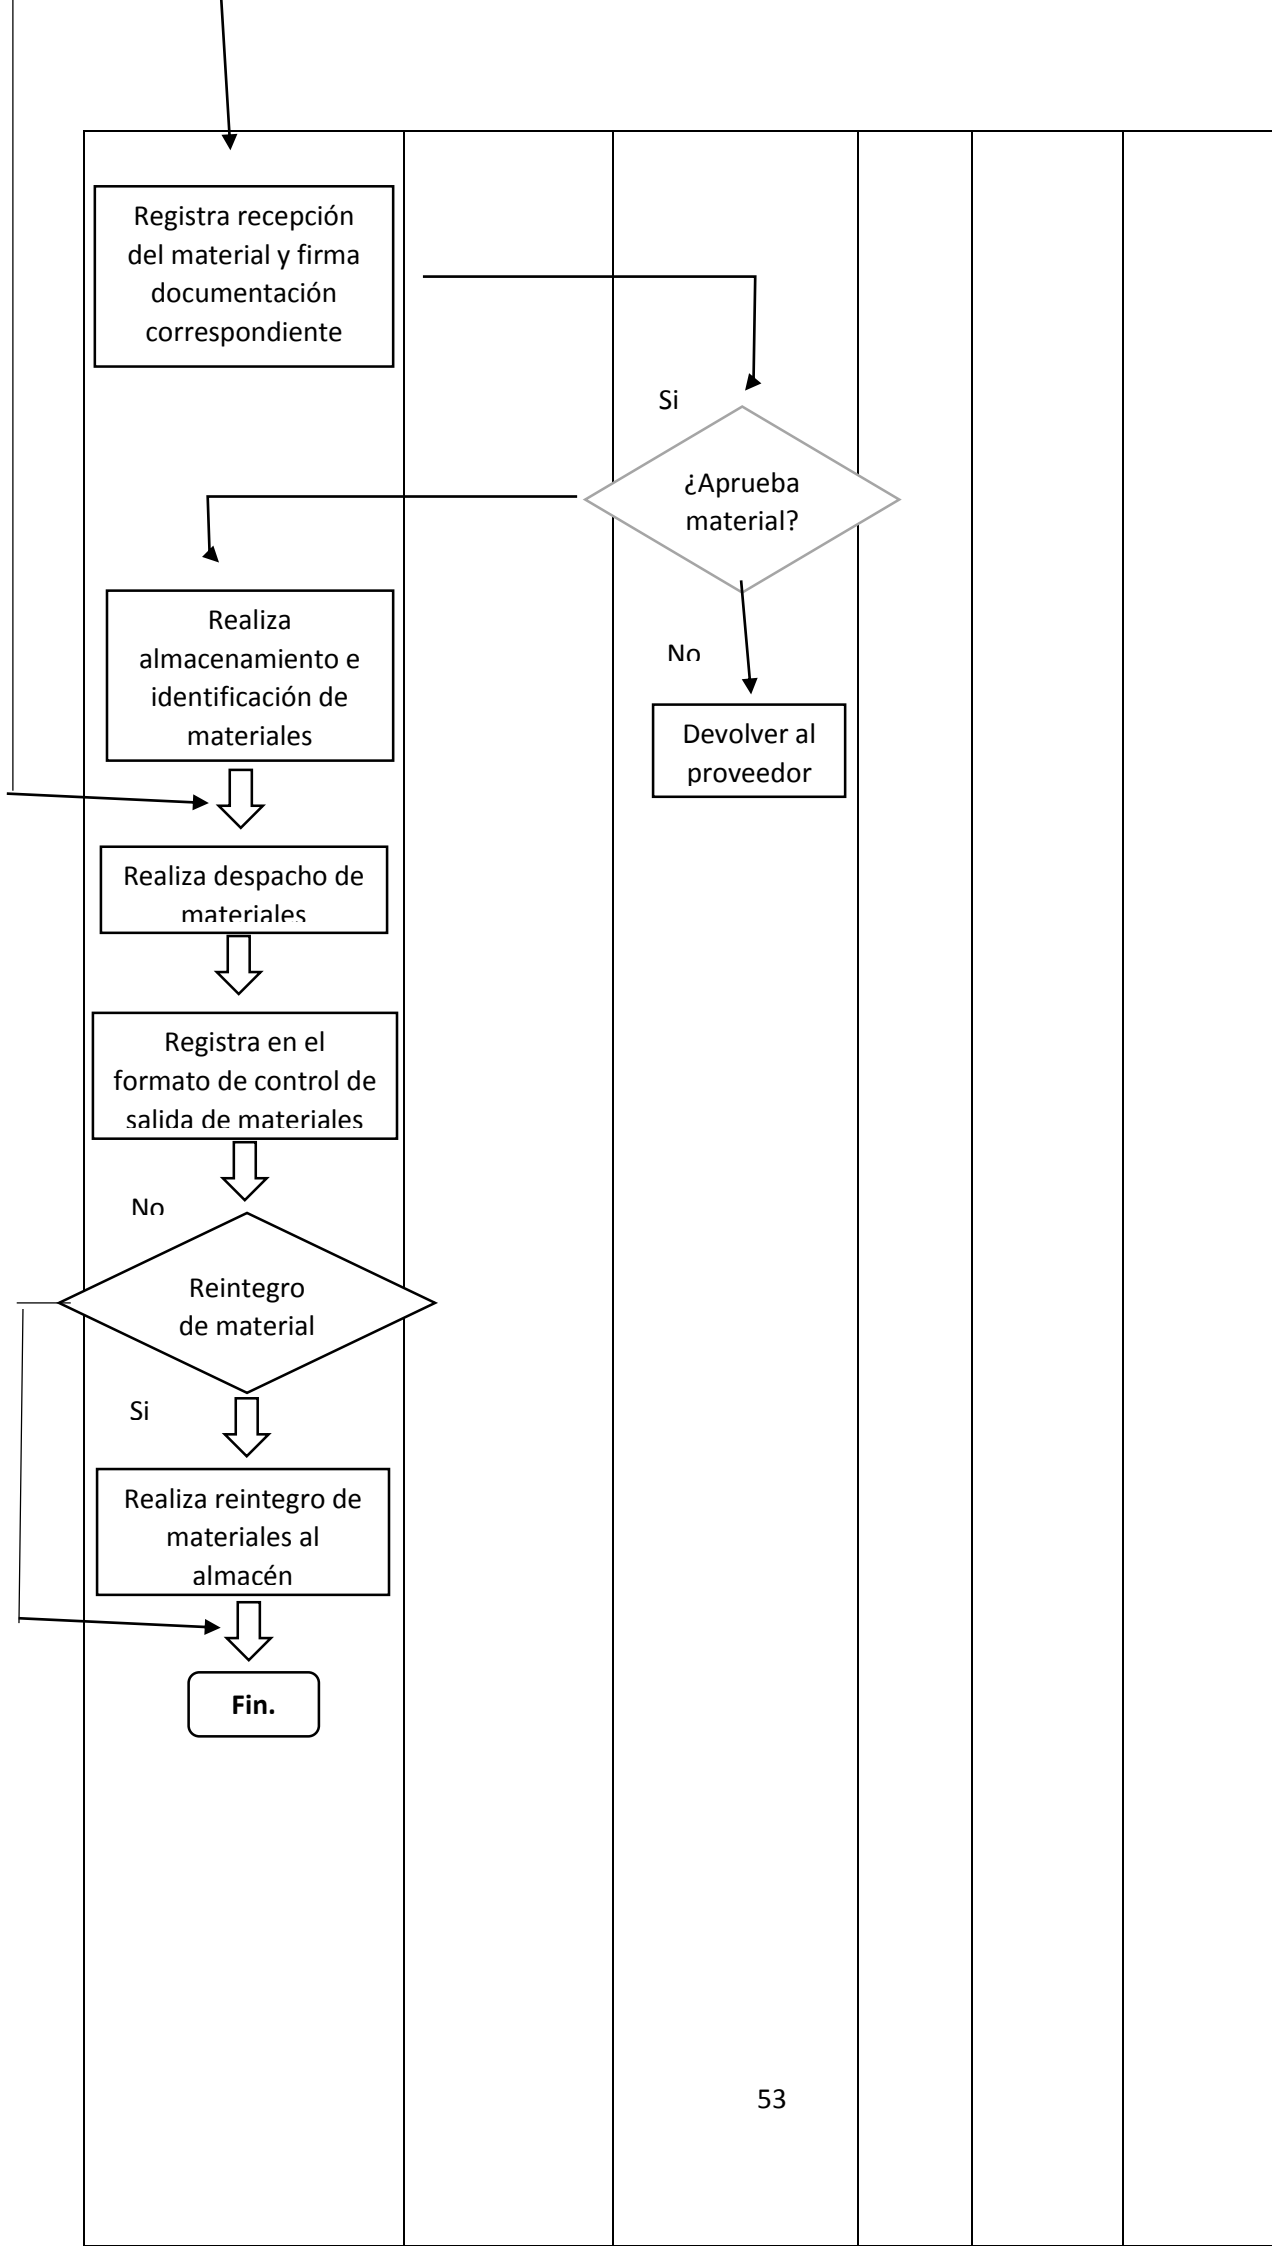 Registra recepción
del material y firma
documentación
correspondiente
Si
¿Aprueba
material?
Realiza
almacenamiento e
identificación de
materiales
No
Devolver al
proveedor
Realiza despacho de
materiales
Registra en el
formato de control de
salida de materiales
No
Reintegro
de material
Si
Realiza reintegro de
materiales al
almacén
Fin.
53